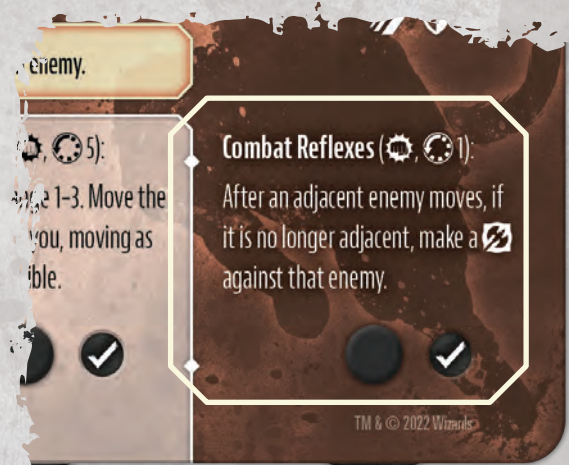 enemy.
5):
1–3. Move the
you, moving as
Combat Reflexes ( , 1):
After an adjacent enemy moves, if
it is no longer adjacent, make a
against that enemy.
TM & © 2022 Wizards